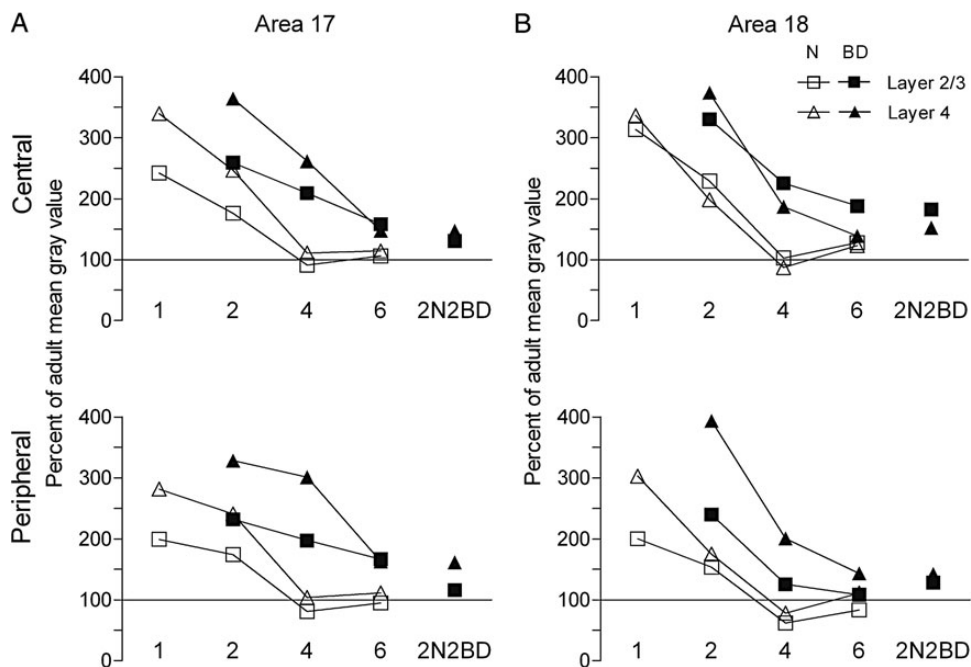 A Area 17 B Area 18
N BD
Layer 2/3
Layer 4
Central
Percent of adult mean gray value
400
300
200
100
0
1 2 4 6 2N2BD
Percent of adult mean gray value
400
300
200
100
0
1 2 4 6 2N2BD
Peripheral
Percent of adult mean gray value
400
300
200
100
0
1 2 4 6 2N2BD
Percent of adult mean gray value
400
300
200
100
0
1 2 4 6 2N2BD